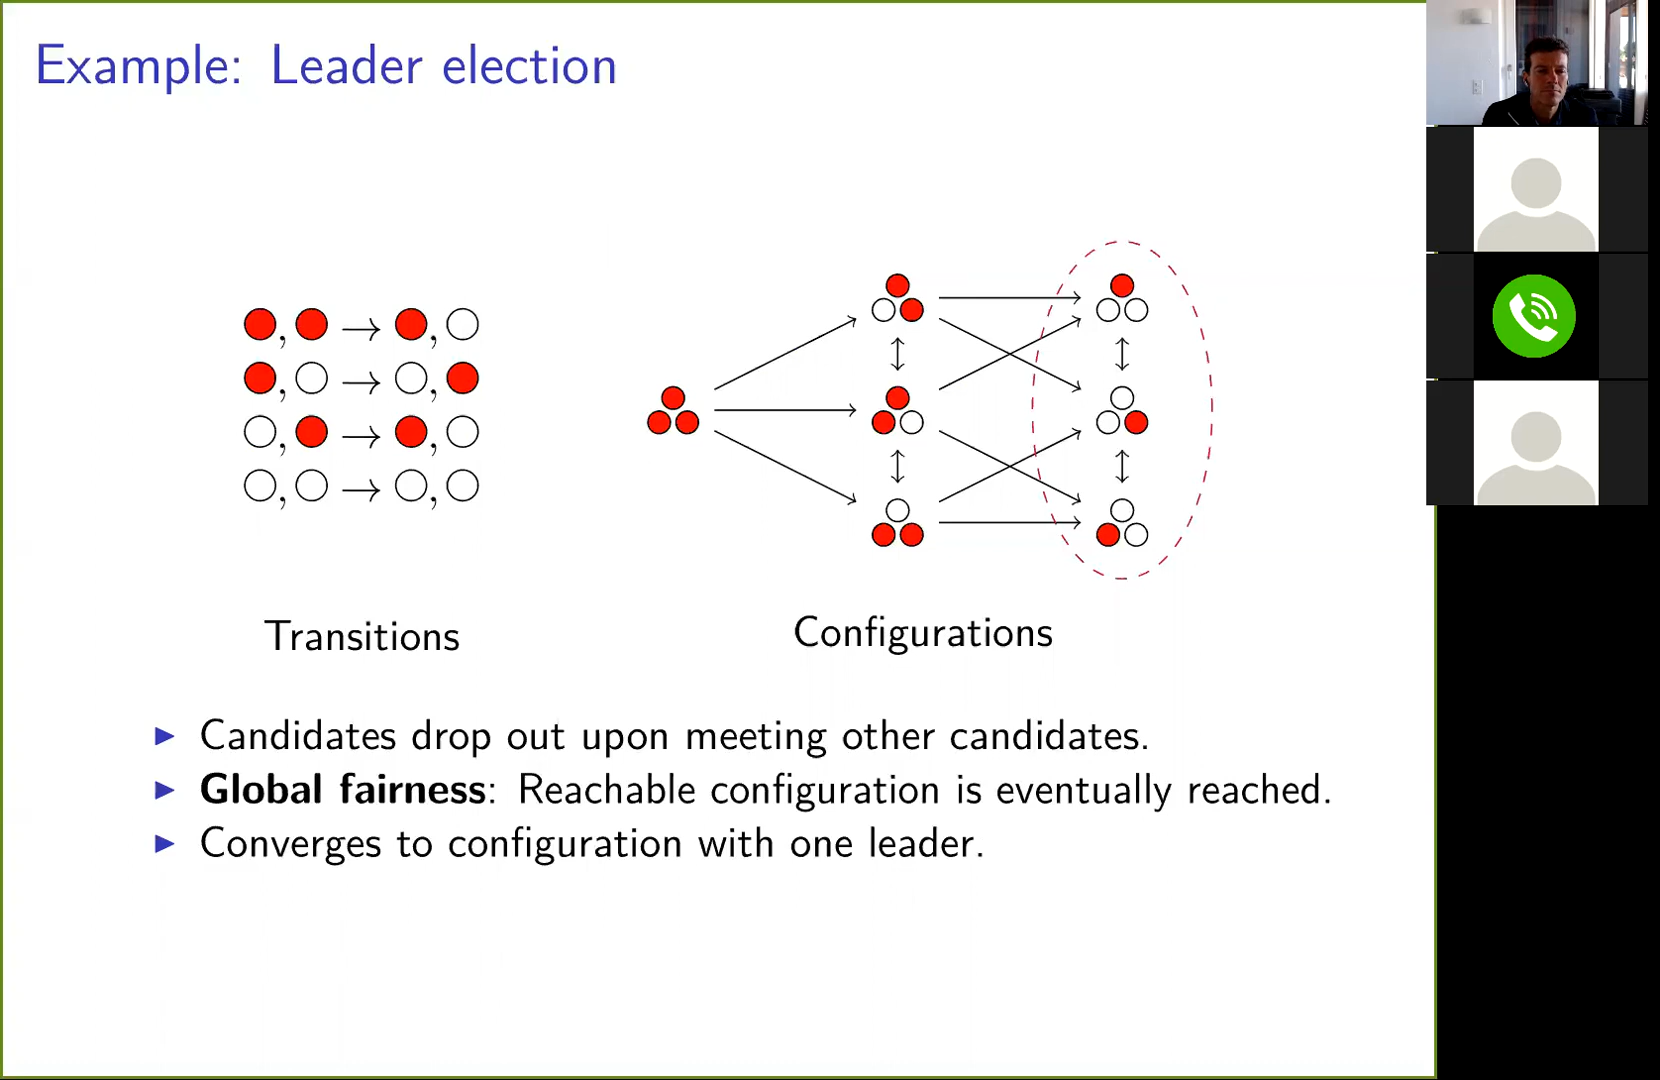 Example: Leader election
Transitions
Configurations
Candidates drop out upon meeting other candidates.
Global fairness: Reachable configuration is eventually reached.
Converges to configuration with one leader.